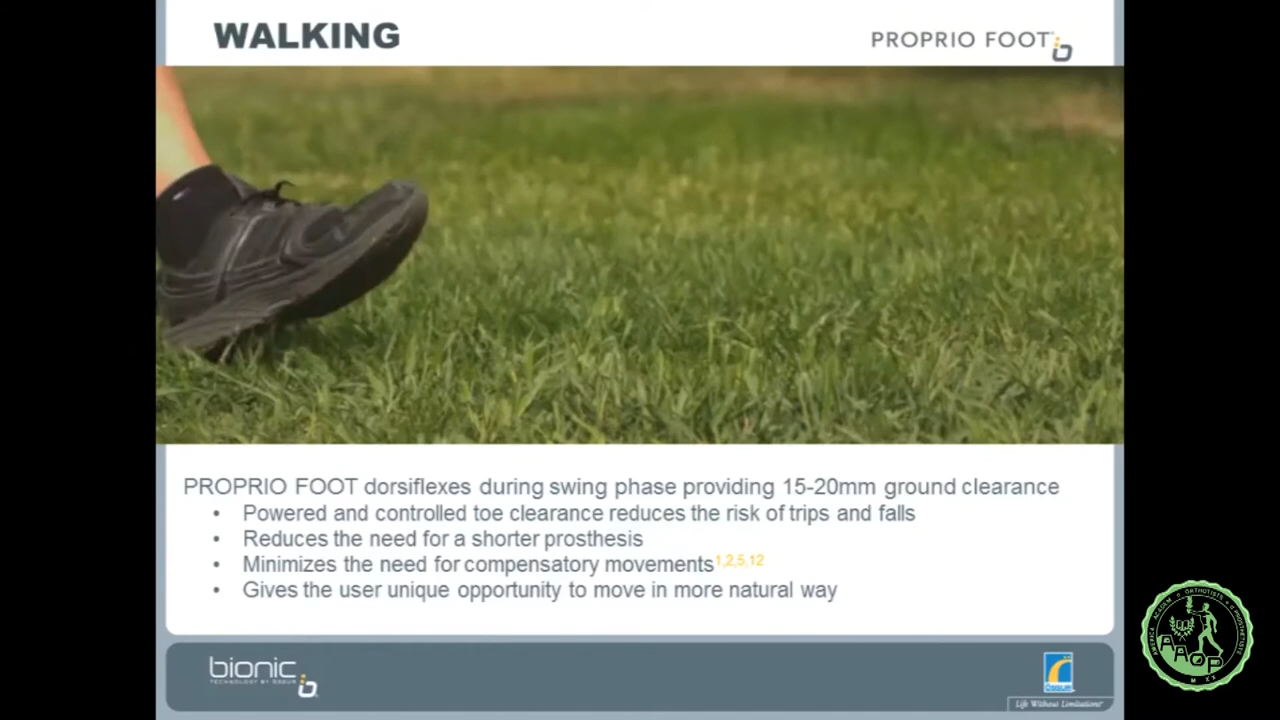 WALKING
PROPRIO FOOT
PROPRIO FOOT dorsiflexes during swing phase providing 15-20mm ground clearance
• Powered and controlled toe clearance reduces the risk of trips and falls
• Reduces the need for a shorter prosthesis
• Minimizes the need for compensatory movements1,2,5,12
• Gives the user unique opportunity to move in more natural way
bionic
TECHNOLOGY BY OSSUR
OSSUR
Life Without Limitations
AAOP